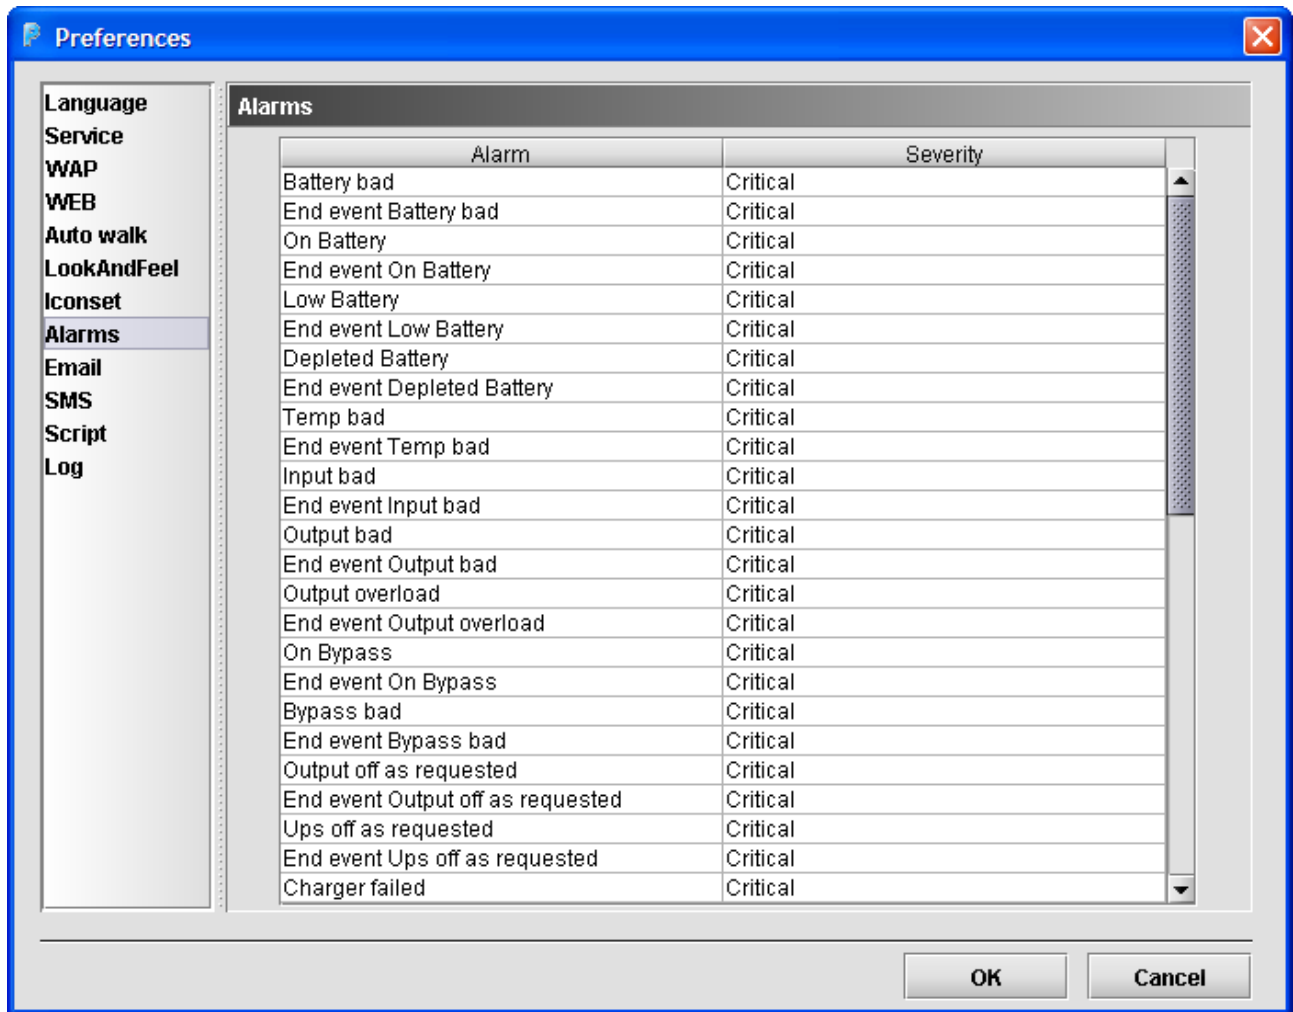 Preferences
Language
Service
WAP
WEB
Auto walk
LookAndFeel
Iconset
Alarms
Email
SMS
Script
Log
Alarms
Alarm Severity
Battery bad Critical
End event Battery bad Critical
On Battery Critical
End event On Battery Critical
Low Battery Critical
End event Low Battery Critical
Depleted Battery Critical
End event Depleted Battery Critical
Temp bad Critical
End event Temp bad Critical
Input bad Critical
End event Input bad Critical
Output bad Critical
End event Output bad Critical
Output overload Critical
End event Output overload Critical
On Bypass Critical
End event On Bypass Critical
Bypass bad Critical
End event Bypass bad Critical
Output off as requested Critical
End event Output off as requested Critical
Ups off as requested Critical
End event Ups off as requested Critical
Charger failed Critical
OK Cancel